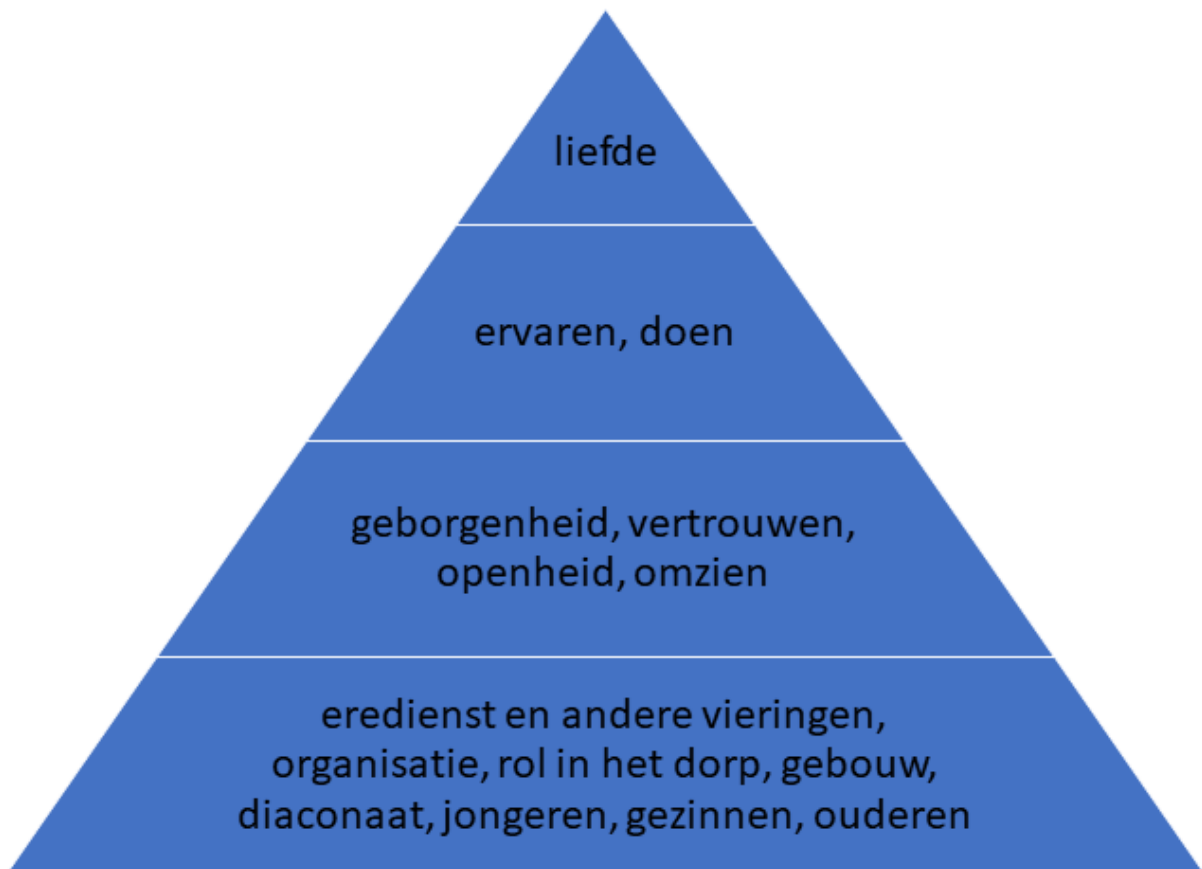 liefde
ervaren, doen
geborgenheid, vertrouwen,
openheid, omzien
eredienst en andere vieringen,
organisatie, rol in het dorp, gebouw,
diaconaat, jongeren, gezinnen, ouderen